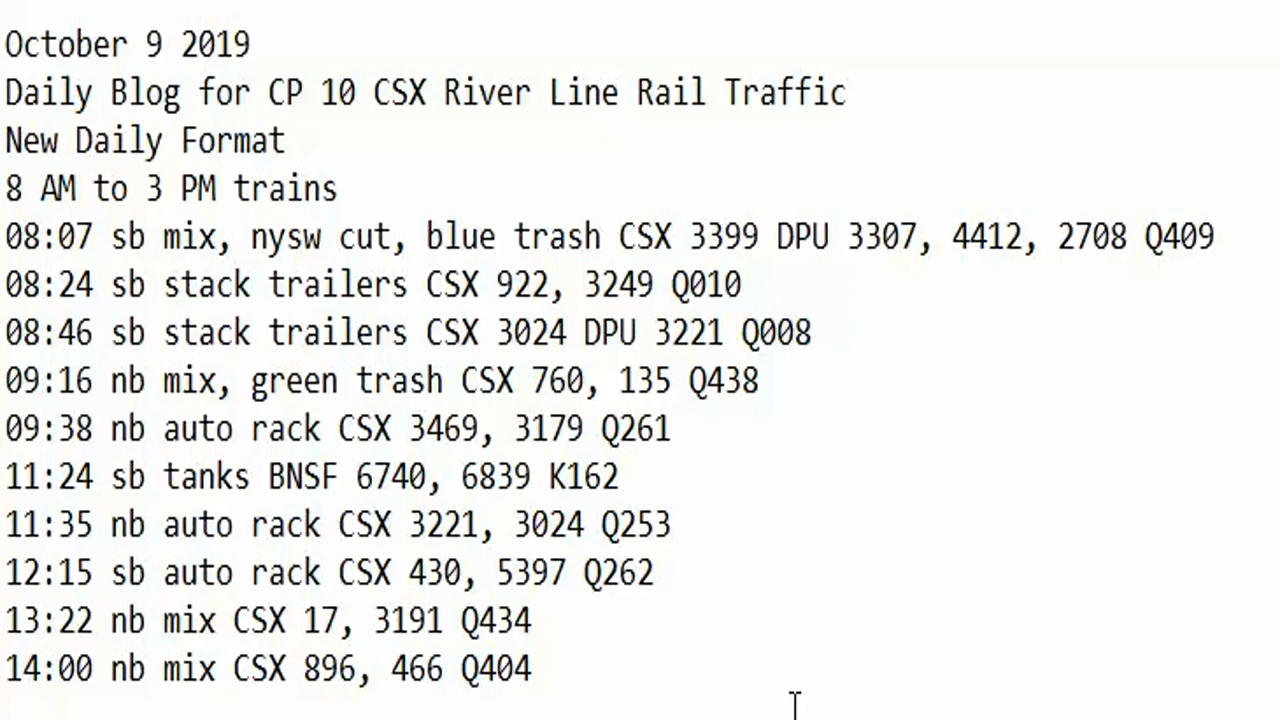 October 9 2019
Daily Blog for CP 10 CSX River Line Rail Traffic
New Daily Format
8 AM to 3 PM trains
08:07 sb mix, nysw cut, blue trash CSX 3399 DPU 3307, 4412, 2708 Q409
08:24 sb stack trailers CSX 922, 3249 Q010
08:46 sb stack trailers CSX 3024 DPU 3221 Q008
09:16 nb mix, green trash CSX 760, 135 Q438
09:38 nb auto rack CSX 3469, 3179 Q261
11:24 sb tanks BNSF 6740, 6839 K162
11:35 nb auto rack CSX 3221, 3024 Q253
12:15 sb auto rack CSX 430, 5397 Q262
13:22 nb mix CSX 17, 3191 Q434
14:00 nb mix CSX 896, 466 Q404